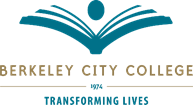 BERKELEY CITY COLLEGE
1974
TRANSFORMING LIVES